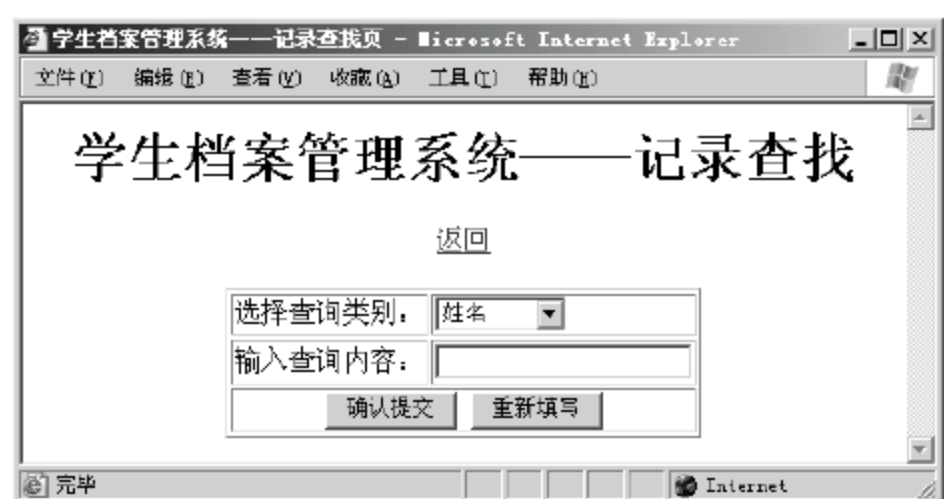 学生档案管理系统——记录查找页 - Microsoft Internet Explorer
文件(F) 编辑(E) 查看(V) 收藏(A) 工具(T) 帮助(H)
学生档案管理系统——记录查找
返回
选择查询类别： 姓名
输入查询内容：
确认提交 重新填写
完毕 Internet